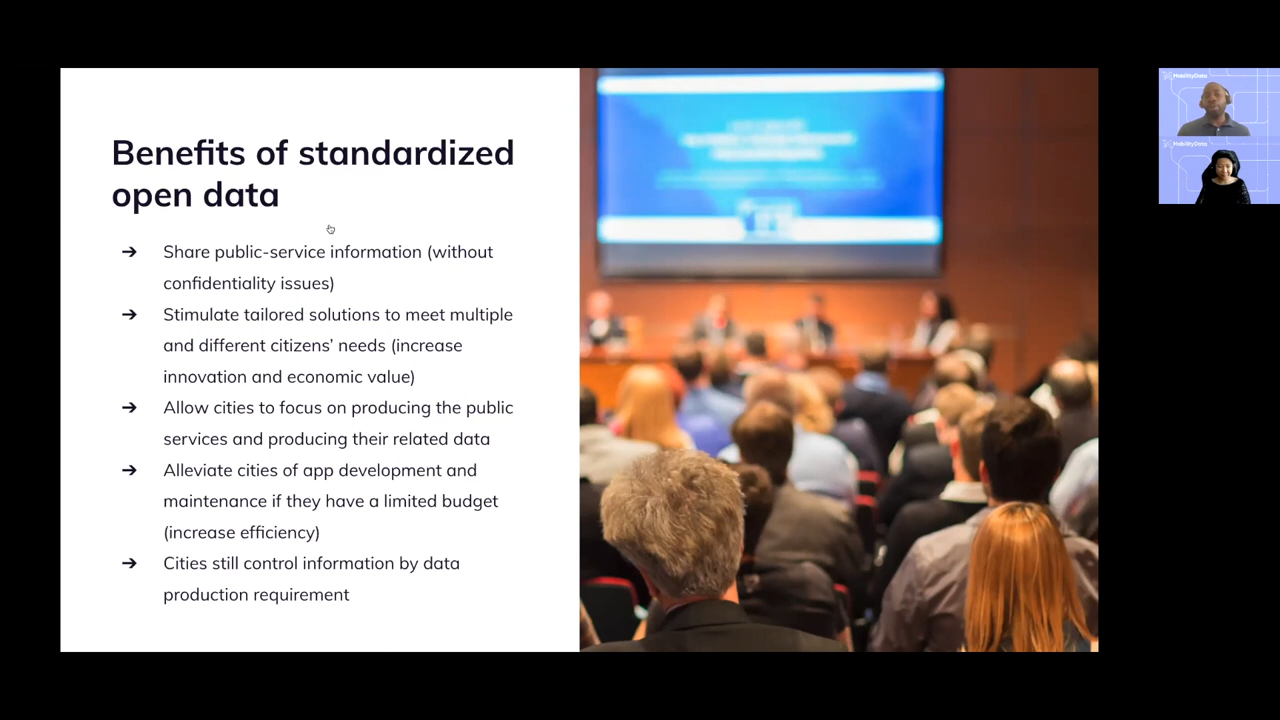 Benefits of standardized
open data
➔ Share public-service information (without
confidentiality issues)
➔ Stimulate tailored solutions to meet multiple
and different citizens’ needs (increase
innovation and economic value)
➔ Allow cities to focus on producing the public
services and producing their related data
➔ Alleviate cities of app development and
maintenance if they have a limited budget
(increase efficiency)
➔ Cities still control information by data
production requirement
MobilityData
MobilityData